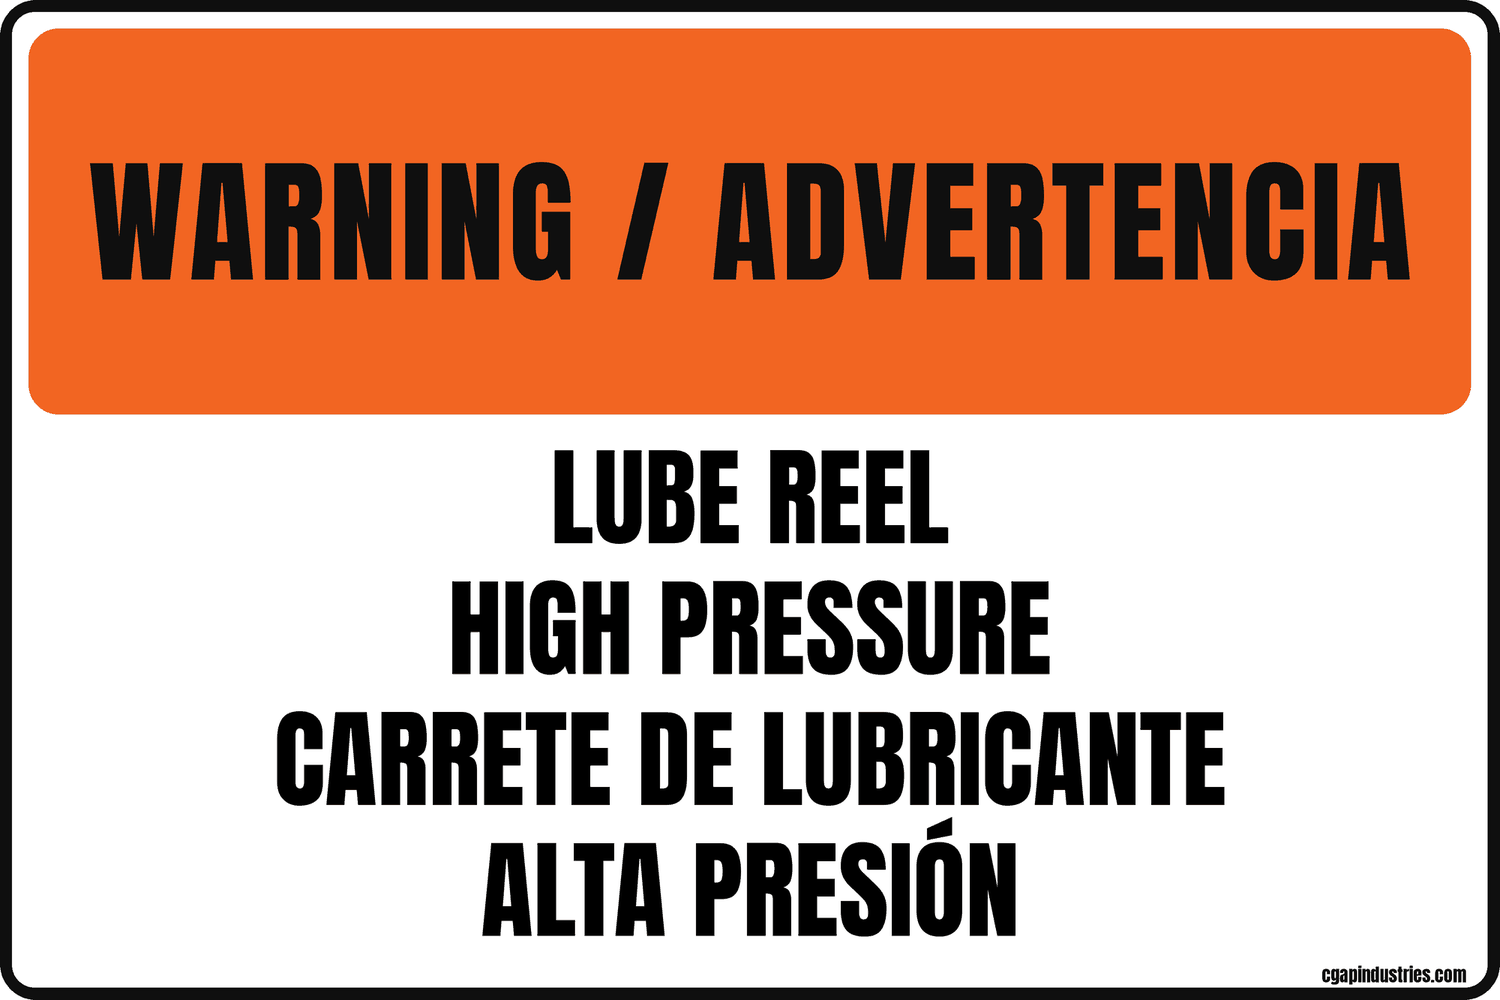 WARNING / ADVERTENCIA
LUBE REEL
HIGH PRESSURE
CARRETE DE LUBRICANTE
ALTA PRESIÓN
cgapindustries.com